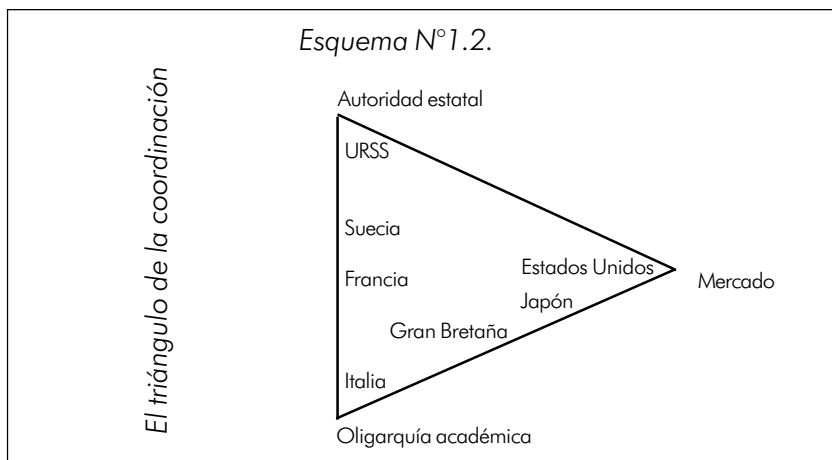 Esquema N°1.2.
El triángulo de la coordinación
Autoridad estatal
URSS
Suecia
Francia
Estados Unidos
Mercado
Japón
Gran Bretaña
Italia
Oligarquía académica